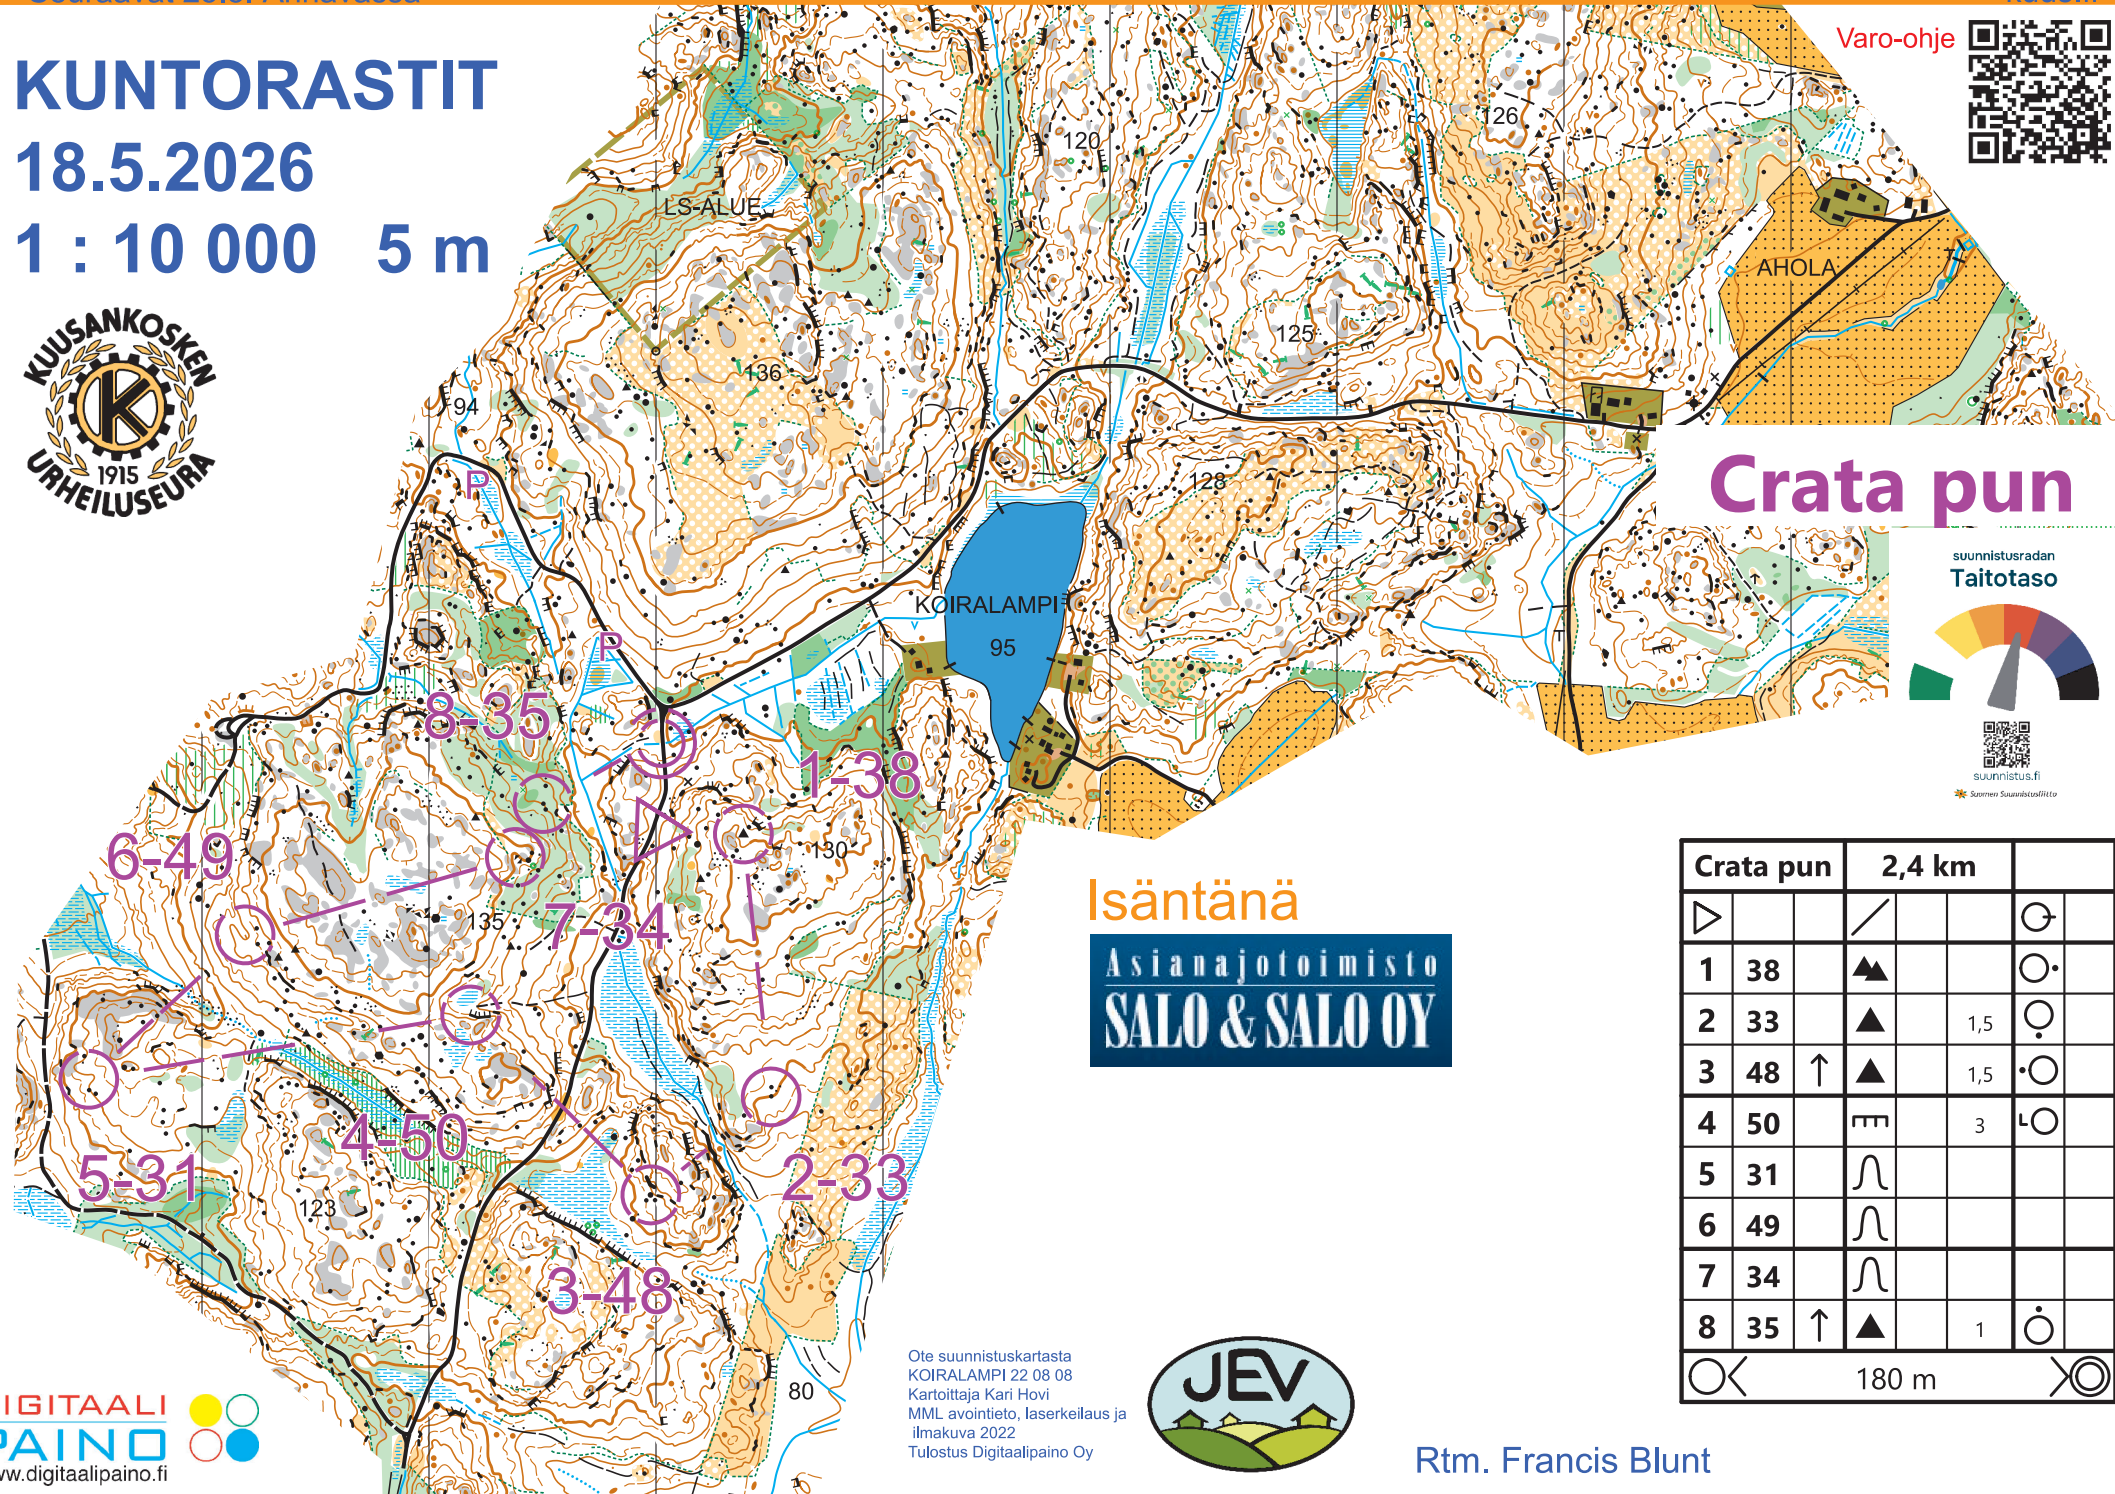 KUNTORASTIT
18.5.2026
1 : 10 000 5 m
KUUSANKOSKEN
K
1915
URHEILUSEURA
Varo-ohje
LS-ALUE
120
126
AHOLA
125
136
94
128
P
P
KOIRALAMPI
95
Crata pun
suunnistusradan
Taitotaso
suunnistus.fi
Suomen Suunnistusliitto
8-35
1-38
130
6-49
135
7-34
4-50
5-31
2-33
123
3-48
80
Isäntänä
Asianajotoimisto
SALO & SALO OY
Crata pun 2,4 km
1 38
2 33 1,5
3 48 1,5
4 50 3
5 31
6 49
7 34
8 35 1
180 m
Ote suunnistuskartasta
KOIRALAMPI 22 08 08
Kartoittaja Kari Hovi
MML avointieto, laserkeilaus ja
ilmakuva 2022
Tulostus Digitaalipaino Oy
JEV
Rtm. Francis Blunt
IGITAALI
PAINO
ww.digitaalipaino.fi